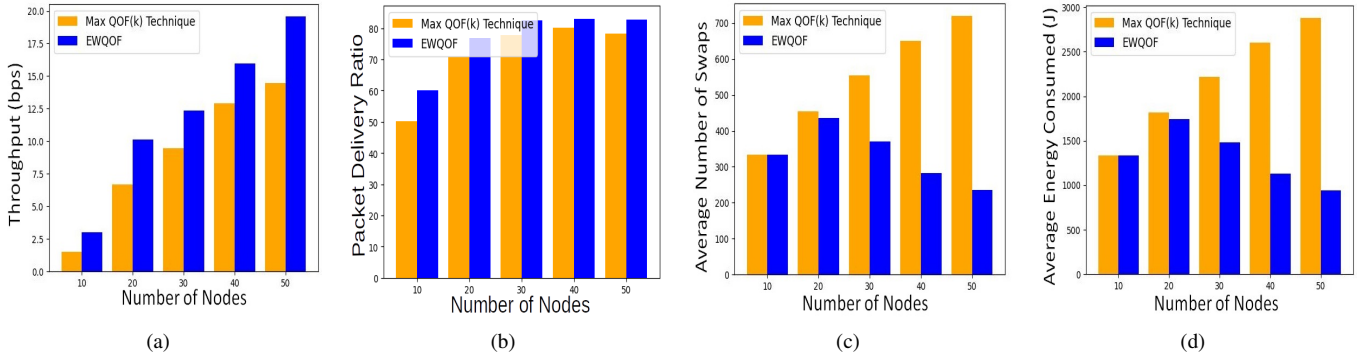 Throughput (bps)
20.0
17.5
15.0
12.5
10.0
7.5
5.0
2.5
0.0
Max QOF(k) Technique
EWQOF
10 20 30 40 50
Number of Nodes
(a)
Packet Delivery Ratio
80
70
60
50
40
30
20
10
0
Max QOF(k) Technique
EWQOF
10 20 30 40 50
Number of Nodes
(b)
Average Number of Swaps
700
600
500
400
300
200
100
0
Max QOF(k) Technique
EWQOF
10 20 30 40 50
Number of Nodes
(c)
Average Energy Consumed (J)
3000
2500
2000
1500
1000
500
0
Max QOF(k) Technique
EWQOF
10 20 30 40 50
Number of Nodes
(d)